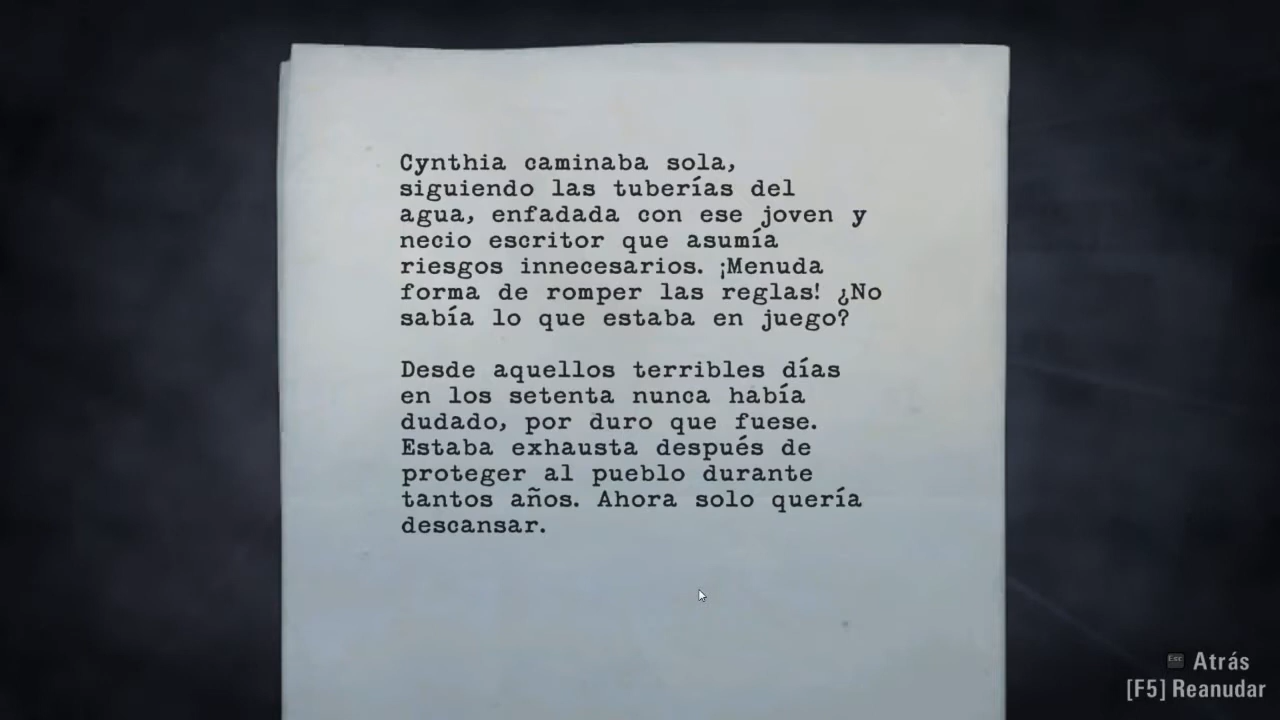 Cynthia caminaba sola,
siguiendo las tuberías del
agua, enfadada con ese joven y
necio escritor que asumía
riesgos innecesarios. ¡Menuda
forma de romper las reglas! ¿No
sabía lo que estaba en juego?
Desde aquellos terribles días
en los setenta nunca había
dudado, por duro que fuese.
Estaba exhausta después de
proteger al pueblo durante
tantos años. Ahora solo quería
descansar.
Esc Atrás
[F5] Reanudar